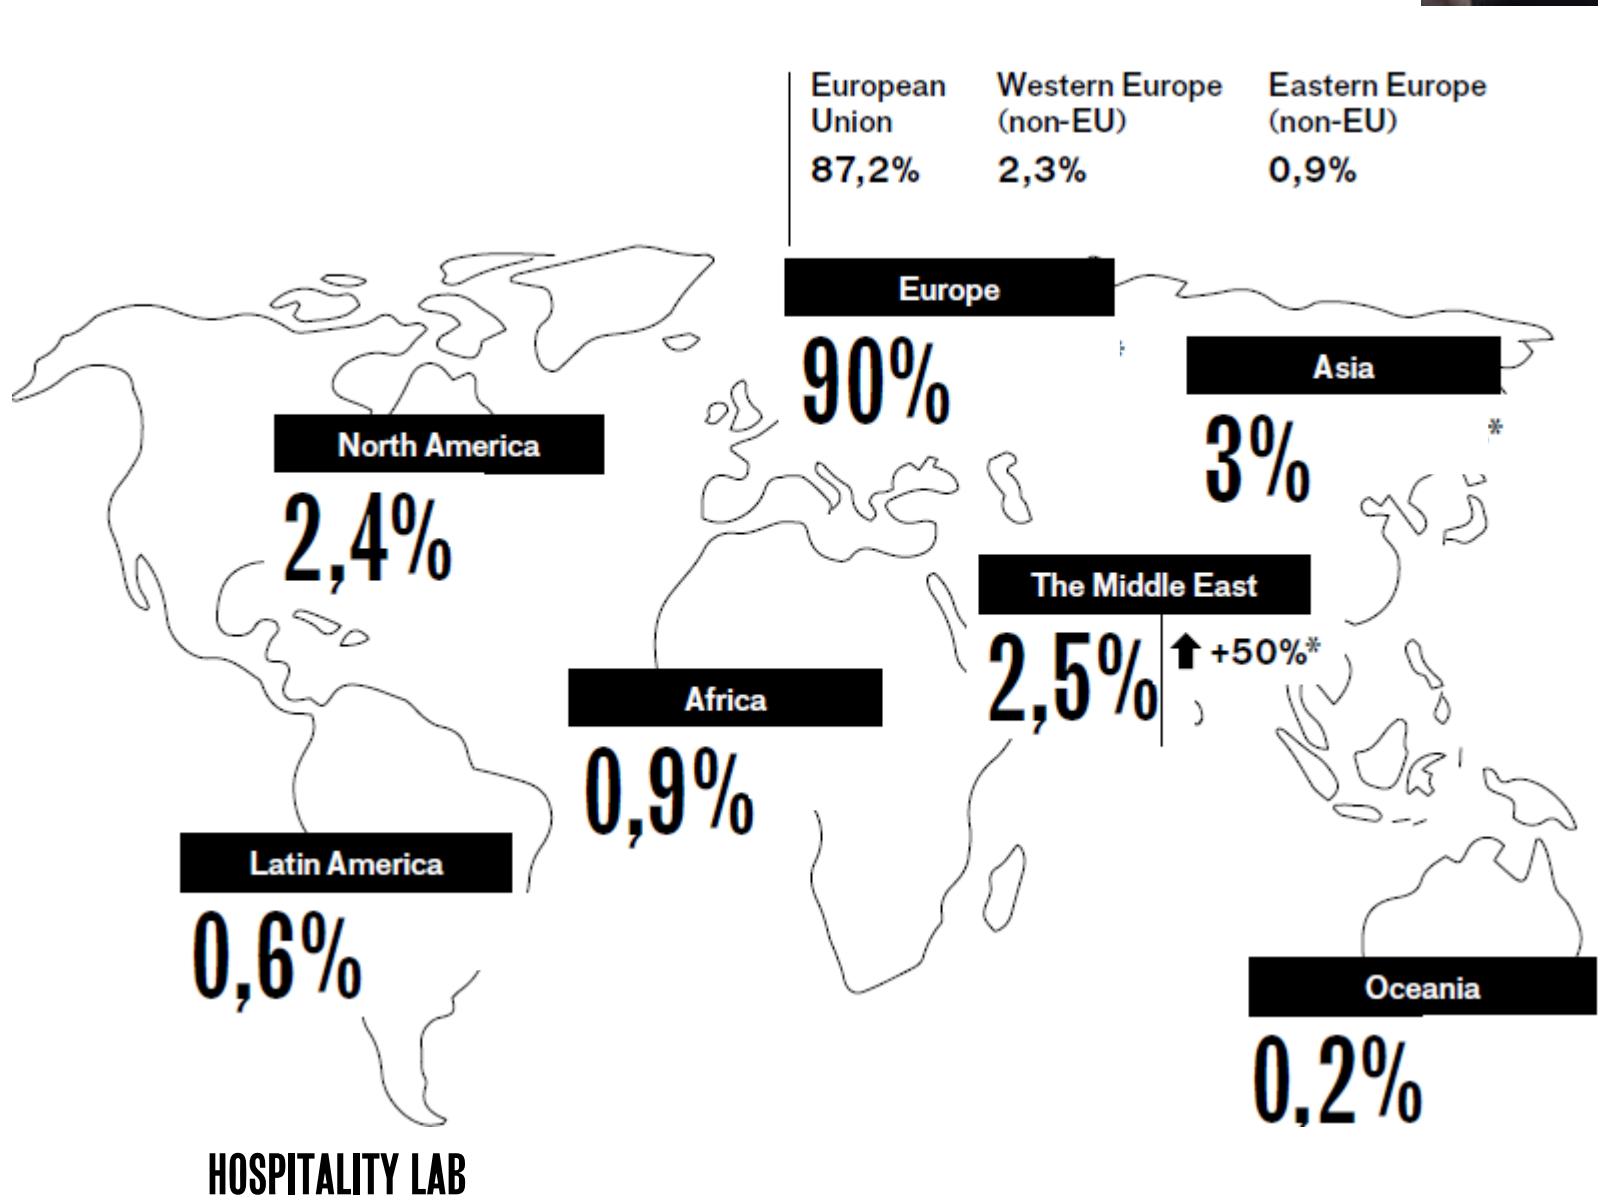 European Union
87,2%
Western Europe (non-EU)
2,3%
Eastern Europe (non-EU)
0,9%
Europe
90%
*
Asia
3%
*
North America
2,4%
The Middle East
2,5%
+50%*
Africa
0,9%
Latin America
0,6%
Oceania
0,2%
HOSPITALITY LAB